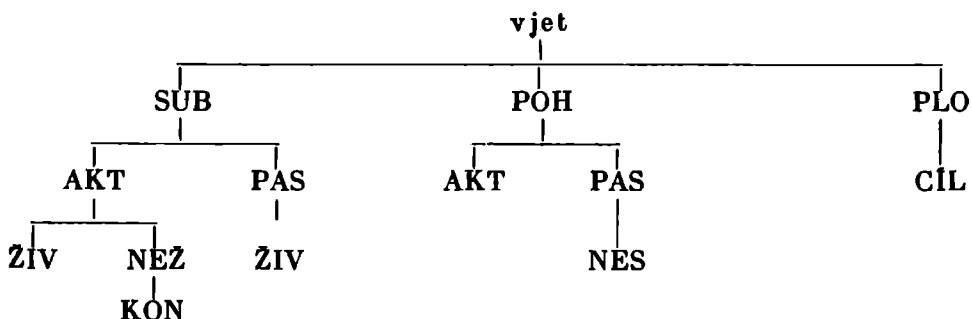 vjet
SUB POH PLO
AKT PAS AKT PAS CÍL
ŽIV NEŽ ŽIV NES
KON